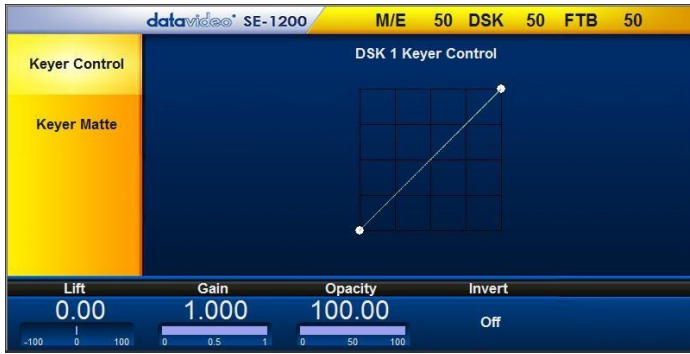 datavideo SE-1200 M/E 50 DSK 50 FTB 50
Keyer Control
DSK 1 Keyer Control
Keyer Matte
Lift Gain Opacity Invert
0.00 1.000 100.00 Off
-100 0 100 0 0.5 1 0 50 100